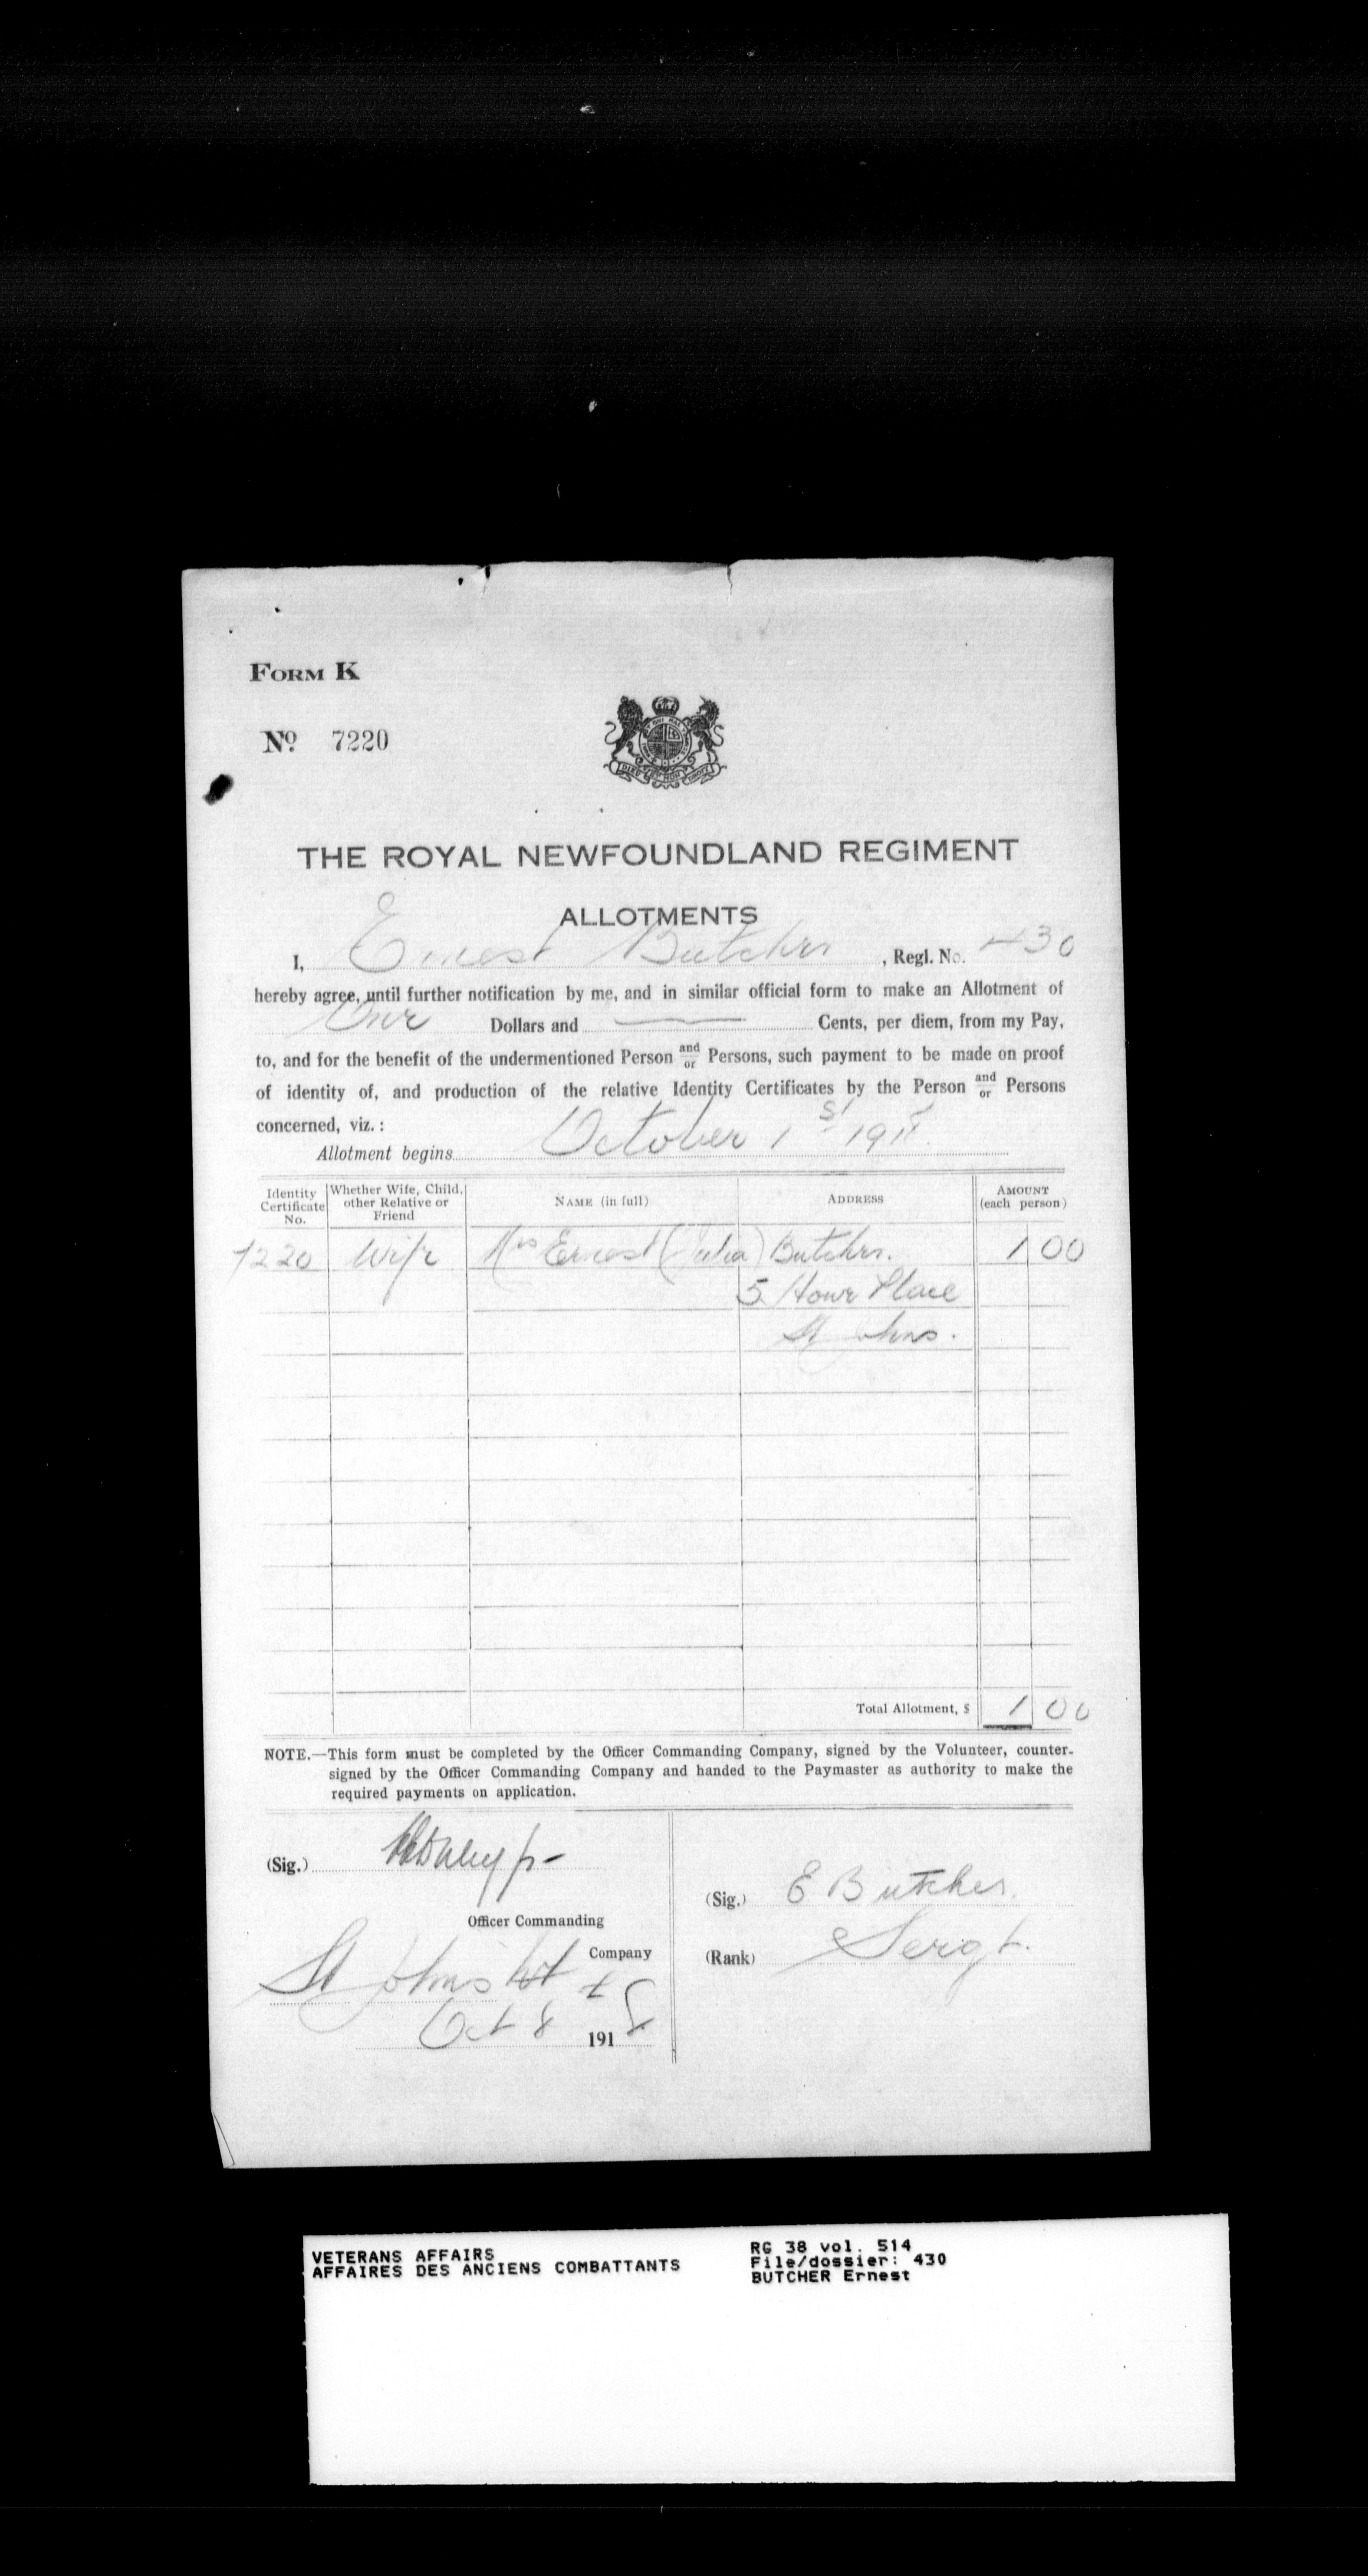 FORM K
No 7220
THE ROYAL NEWFOUNDLAND REGIMENT
ALLOTMENTS
I, Ernest Butcher, Regl. No. 430
hereby agree, until further notification by me, and in similar official form to make an Allotment of
One Dollars and — Cents, per diem, from my Pay,
to, and for the benefit of the undermentioned Person and/or Persons, such payment to be made on proof
of identity of, and production of the relative Identity Certificates by the Person and/or Persons
concerned, viz.:
Allotment begins October 1st 191
Identity Certificate No. Whether Wife, Child, other Relative or Friend NAME (in full) ADDRESS AMOUNT (each person)
7220 Wife Mrs Ernest (Julia) Butcher. 1 00
5 Howe Place
St Johns.
Total Allotment, $ 1 00
NOTE.—This form must be completed by the Officer Commanding Company, signed by the Volunteer, counter-
signed by the Officer Commanding Company and handed to the Paymaster as authority to make the
required payments on application.
(Sig.)
Officer Commanding
Company
St Johns
Oct 8 1918
(Sig.) E Butcher.
(Rank) Sergt.
VETERANS AFFAIRS
AFFAIRES DES ANCIENS COMBATTANTS
RG 38 vol. 514
File/dossier: 430
BUTCHER Ernest